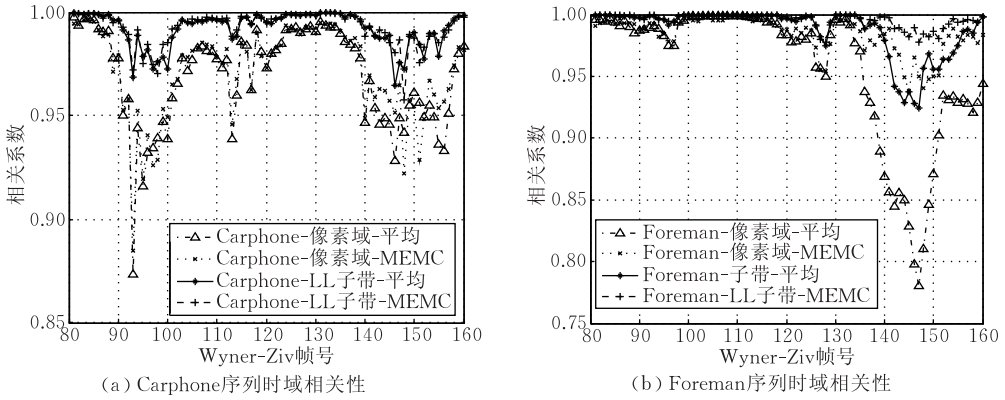 1.00
0.95
0.90
0.85
相关系数
80 90 100 110 120 130 140 150 160
Wyner-Ziv帧号
Carphone-像素域-平均
Carphone-像素域-MEMC
Carphone-LL子带-平均
Carphone-LL子带-MEMC
(a) Carphone序列时域相关性
1.00
0.95
0.90
0.85
0.80
0.75
相关系数
80 90 100 110 120 130 140 150 160
Wyner-Ziv帧号
Foreman-像素域-平均
Foreman-像素域-MEMC
Foreman-子带-平均
Foreman-LL子带-MEMC
(b) Foreman序列时域相关性